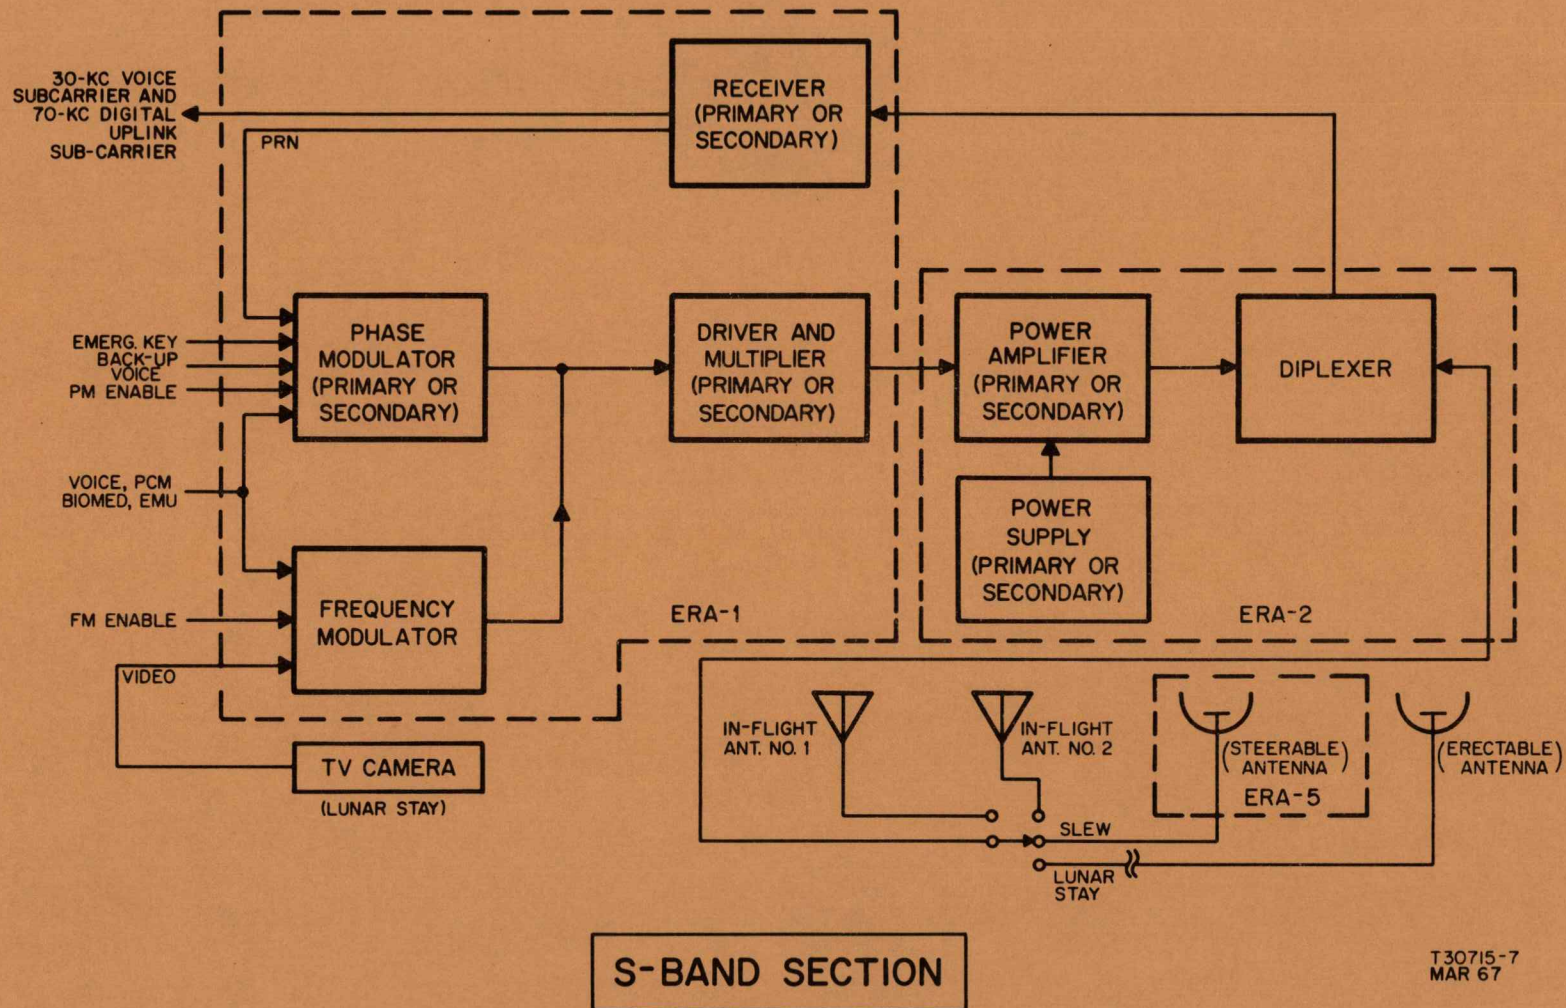 30-KC VOICE
SUBCARRIER AND
70-KC DIGITAL
UPLINK
SUB-CARRIER
PRN
RECEIVER
(PRIMARY OR
SECONDARY)
EMERG. KEY
BACK-UP
VOICE
PM ENABLE
PHASE
MODULATOR
(PRIMARY OR
SECONDARY)
DRIVER AND
MULTIPLIER
(PRIMARY OR
SECONDARY)
POWER
AMPLIFIER
(PRIMARY OR
SECONDARY)
DIPLEXER
VOICE, PCM
BIOMED, EMU
POWER
SUPPLY
(PRIMARY OR
SECONDARY)
FM ENABLE
FREQUENCY
MODULATOR
ERA-1
ERA-2
VIDEO
TV CAMERA
(LUNAR STAY)
IN-FLIGHT
ANT. NO. 1
IN-FLIGHT
ANT. NO. 2
(STEERABLE
ANTENNA)
ERA-5
(ERECTABLE
ANTENNA)
SLEW
LUNAR
STAY
S-BAND SECTION
T30715-7
MAR 67